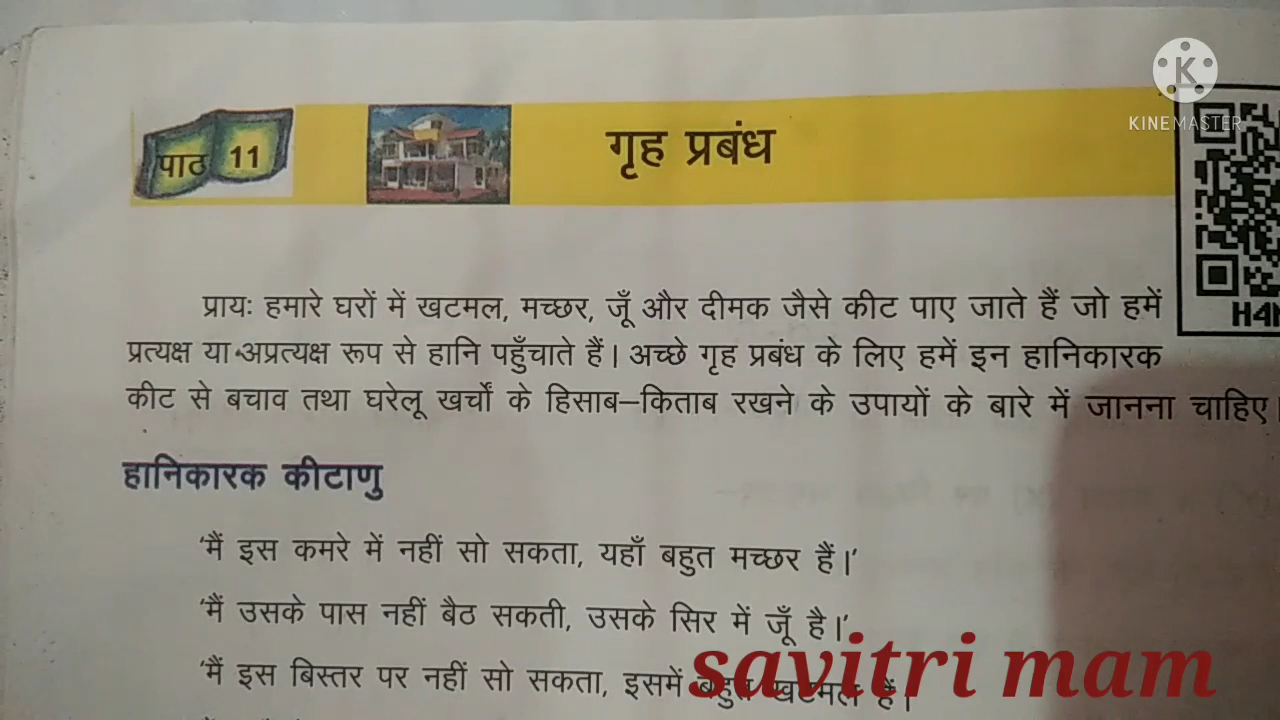 KINEMASTER
पाठ 11
गृह प्रबंध
प्रायः हमारे घरों में खटमल, मच्छर, जूँ और दीमक जैसे कीट पाए जाते हैं जो हमें
प्रत्यक्ष या अप्रत्यक्ष रूप से हानि पहुँचाते हैं। अच्छे गृह प्रबंध के लिए हमें इन हानिकारक
कीट से बचाव तथा घरेलू खर्चों के हिसाब–किताब रखने के उपायों के बारे में जानना चाहिए।
हानिकारक कीटाणु
‘मैं इस कमरे में नहीं सो सकता, यहाँ बहुत मच्छर हैं।’
‘मैं उसके पास नहीं बैठ सकती, उसके सिर में जूँ है।’
‘मैं इस बिस्तर पर नहीं सो सकता, इसमें बहुत खटमल हैं।
savitri mam